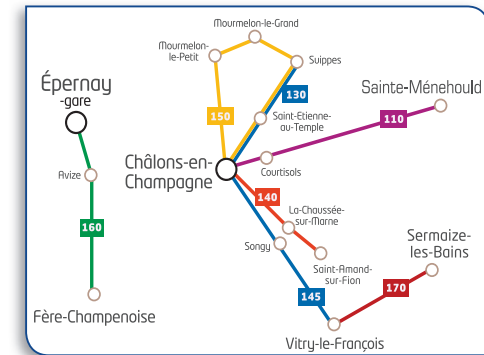 Mourmelon-le-Grand
Mourmelon-
le-Petit
Suippes
Épernay
-gare
130
Sainte-Ménehould
150
110
Saint-Etienne-
au-Temple
Châlons-en-
Champagne
Courtisols
Avize
140
La-Chaussée-
sur-Marne
160
Songy
Sermaize-
les-Bains
Saint-Amand-
sur-Fion
145
170
Fère-Champenoise
Vitry-le-François